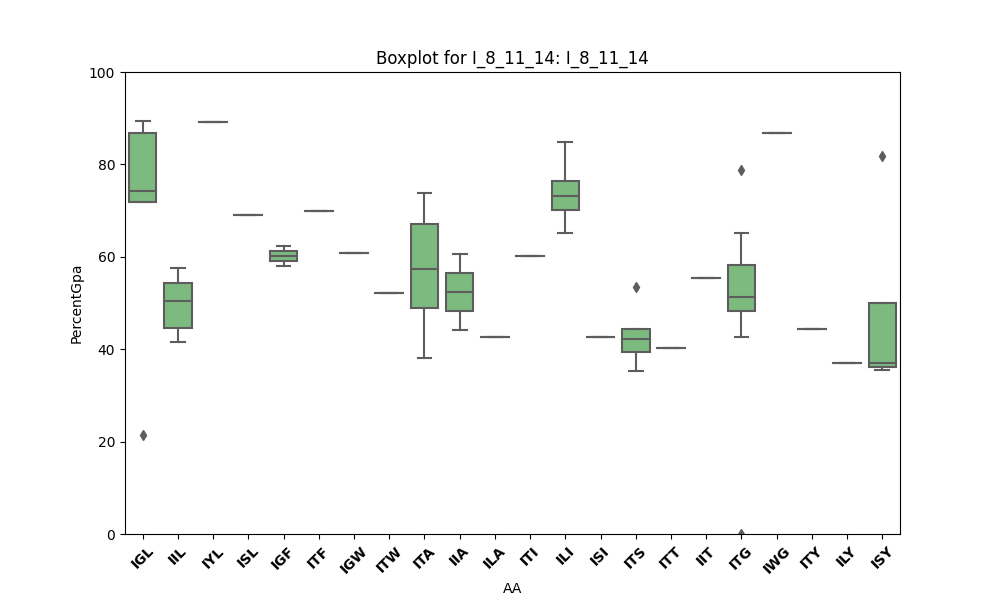 Boxplot for I_8_11_14: I_8_11_14
100
80
60
40
20
0
PercentGpa
IGL IIL IYL ISL IGF ITF IGW ITW ITA IIA ILA ITI ILI ISI ITS ITT IIT ITG IWG ITY ILY ISY
AA